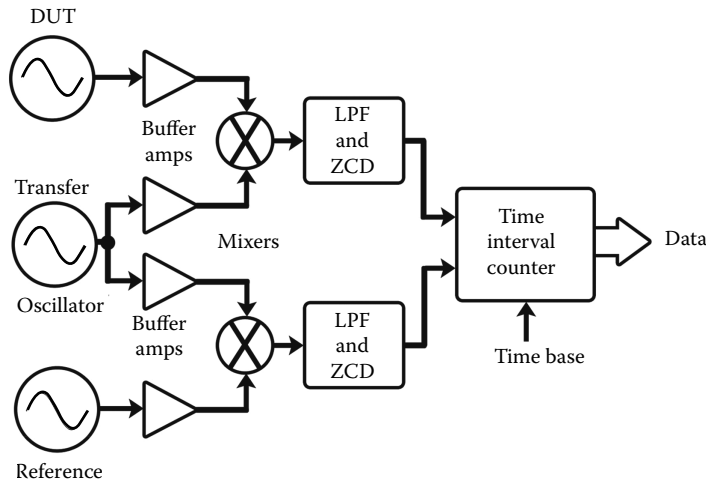 DUT
Buffer
amps
LPF
and
ZCD
Transfer
Oscillator
Mixers
Time
interval
counter
Data
Buffer
amps
LPF
and
ZCD
Time base
Reference